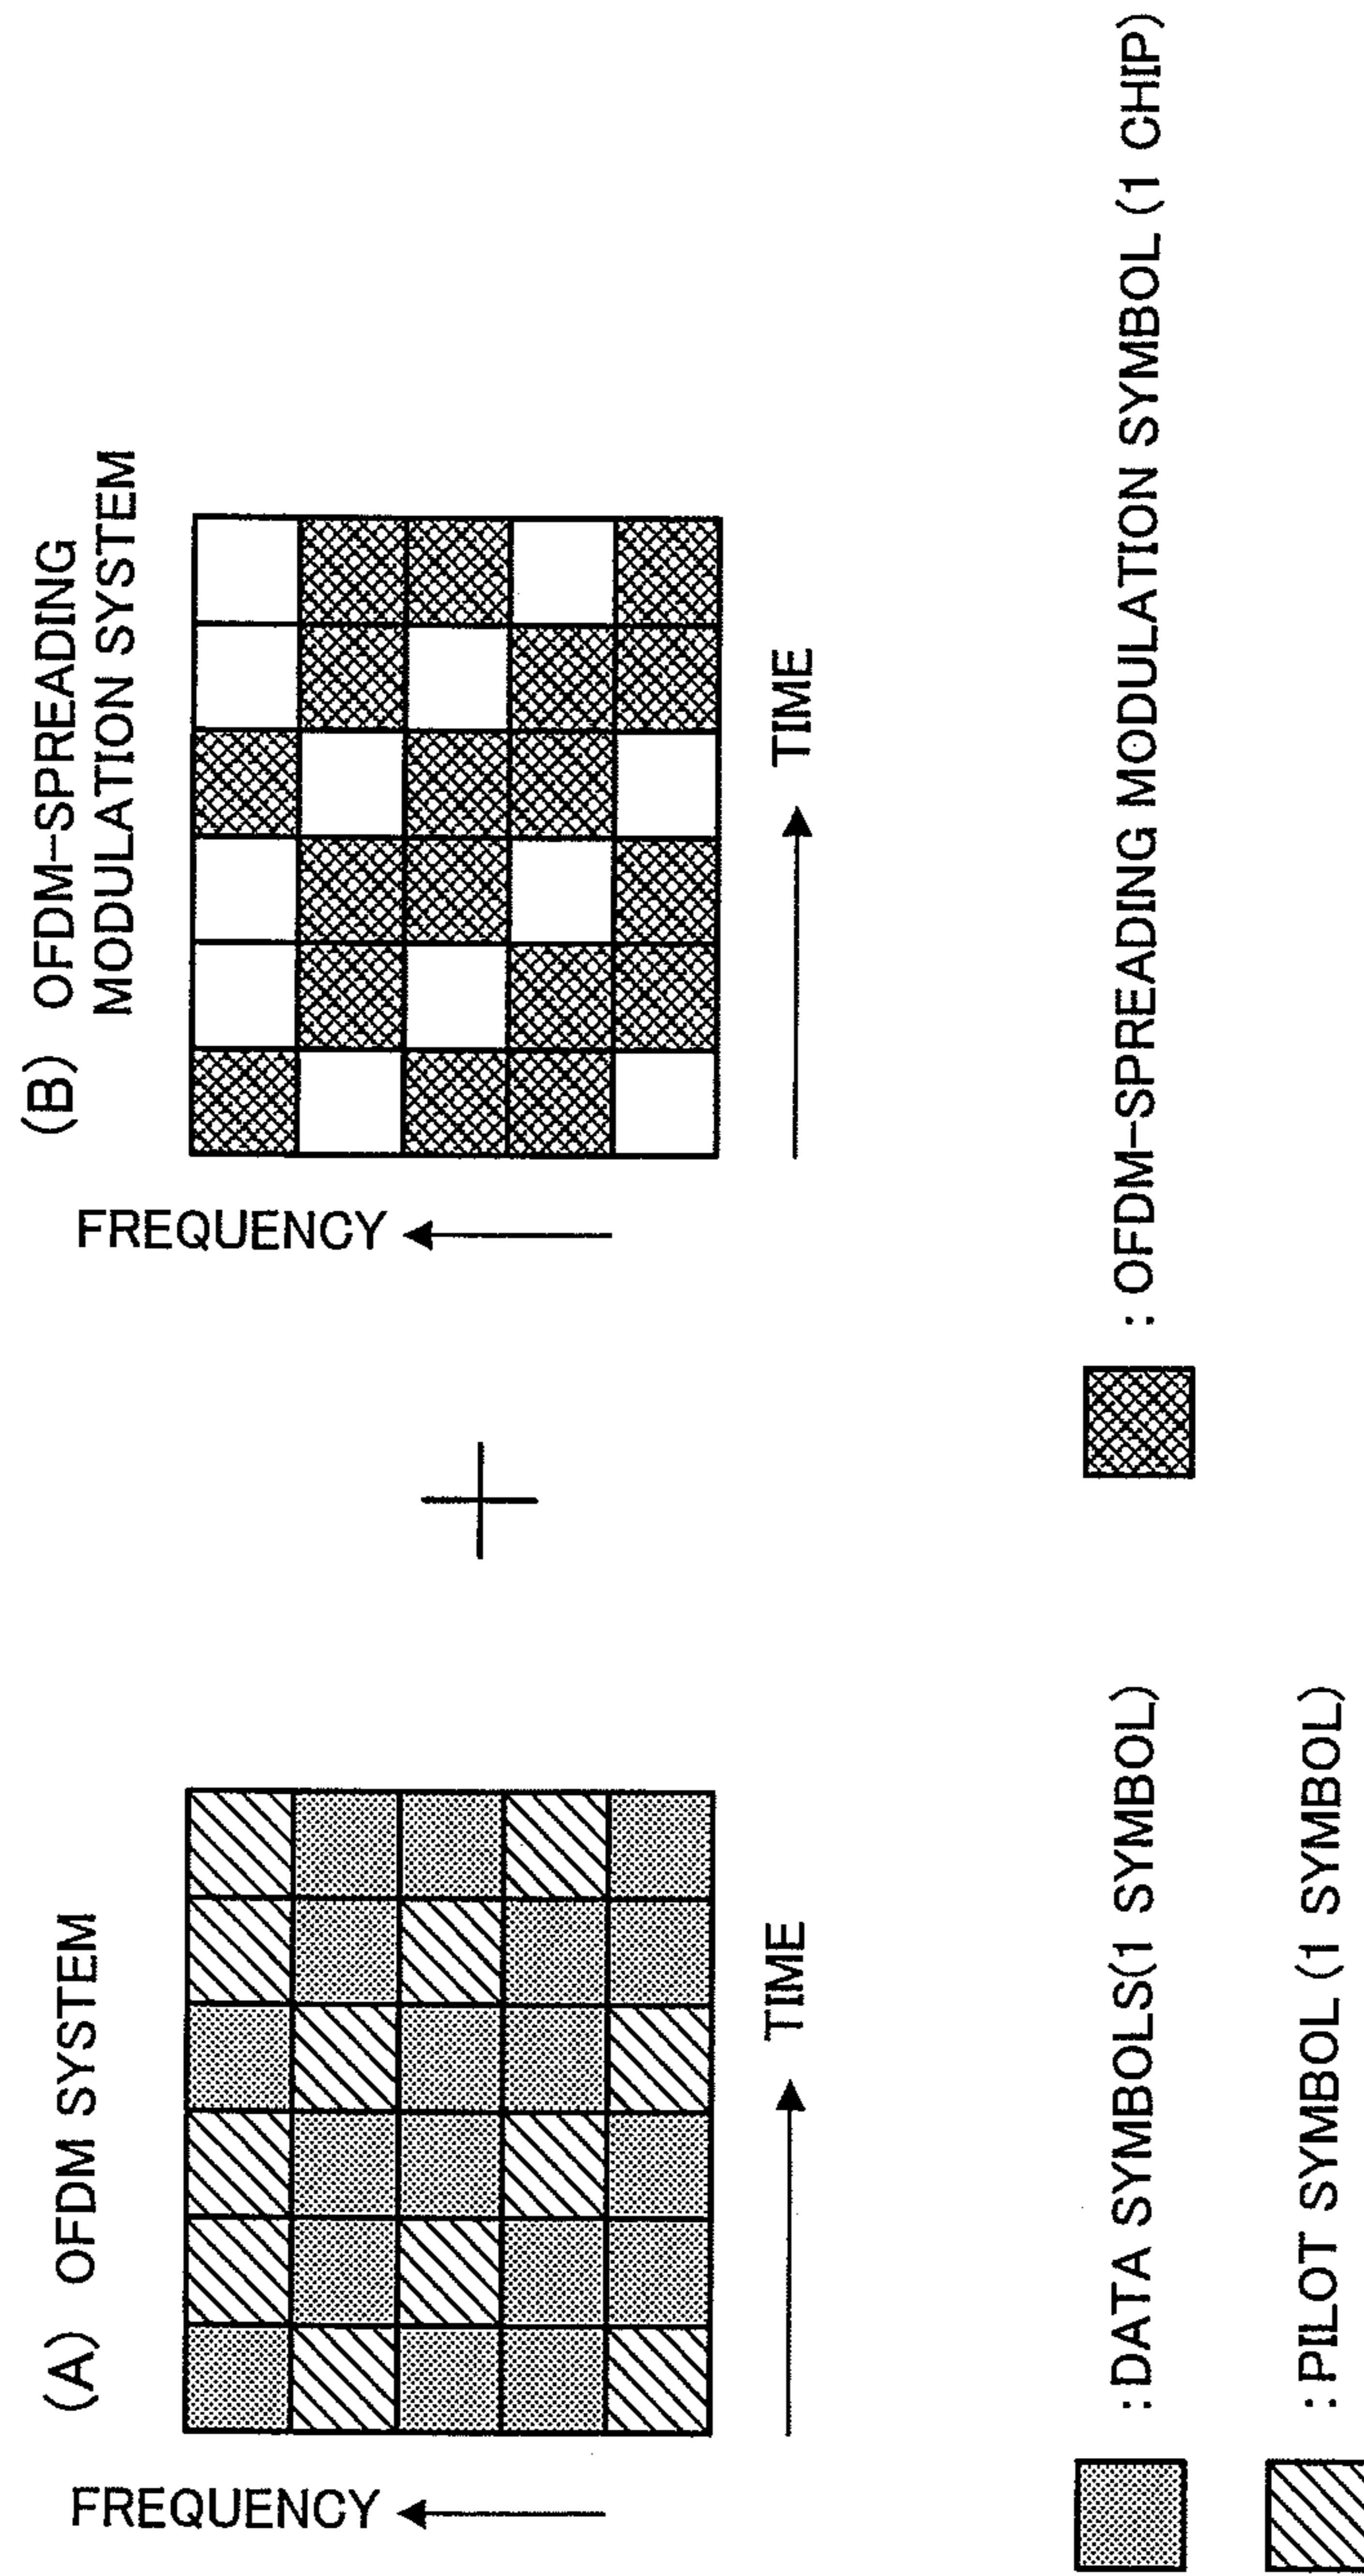 (A) OFDM SYSTEM
FREQUENCY
TIME
(B) OFDM-SPREADING
MODULATION SYSTEM
FREQUENCY
TIME
:DATA SYMBOLS(1 SYMBOL)
: OFDM-SPREADING MODULATION SYMBOL (1 CHIP)
:PILOT SYMBOL (1 SYMBOL)